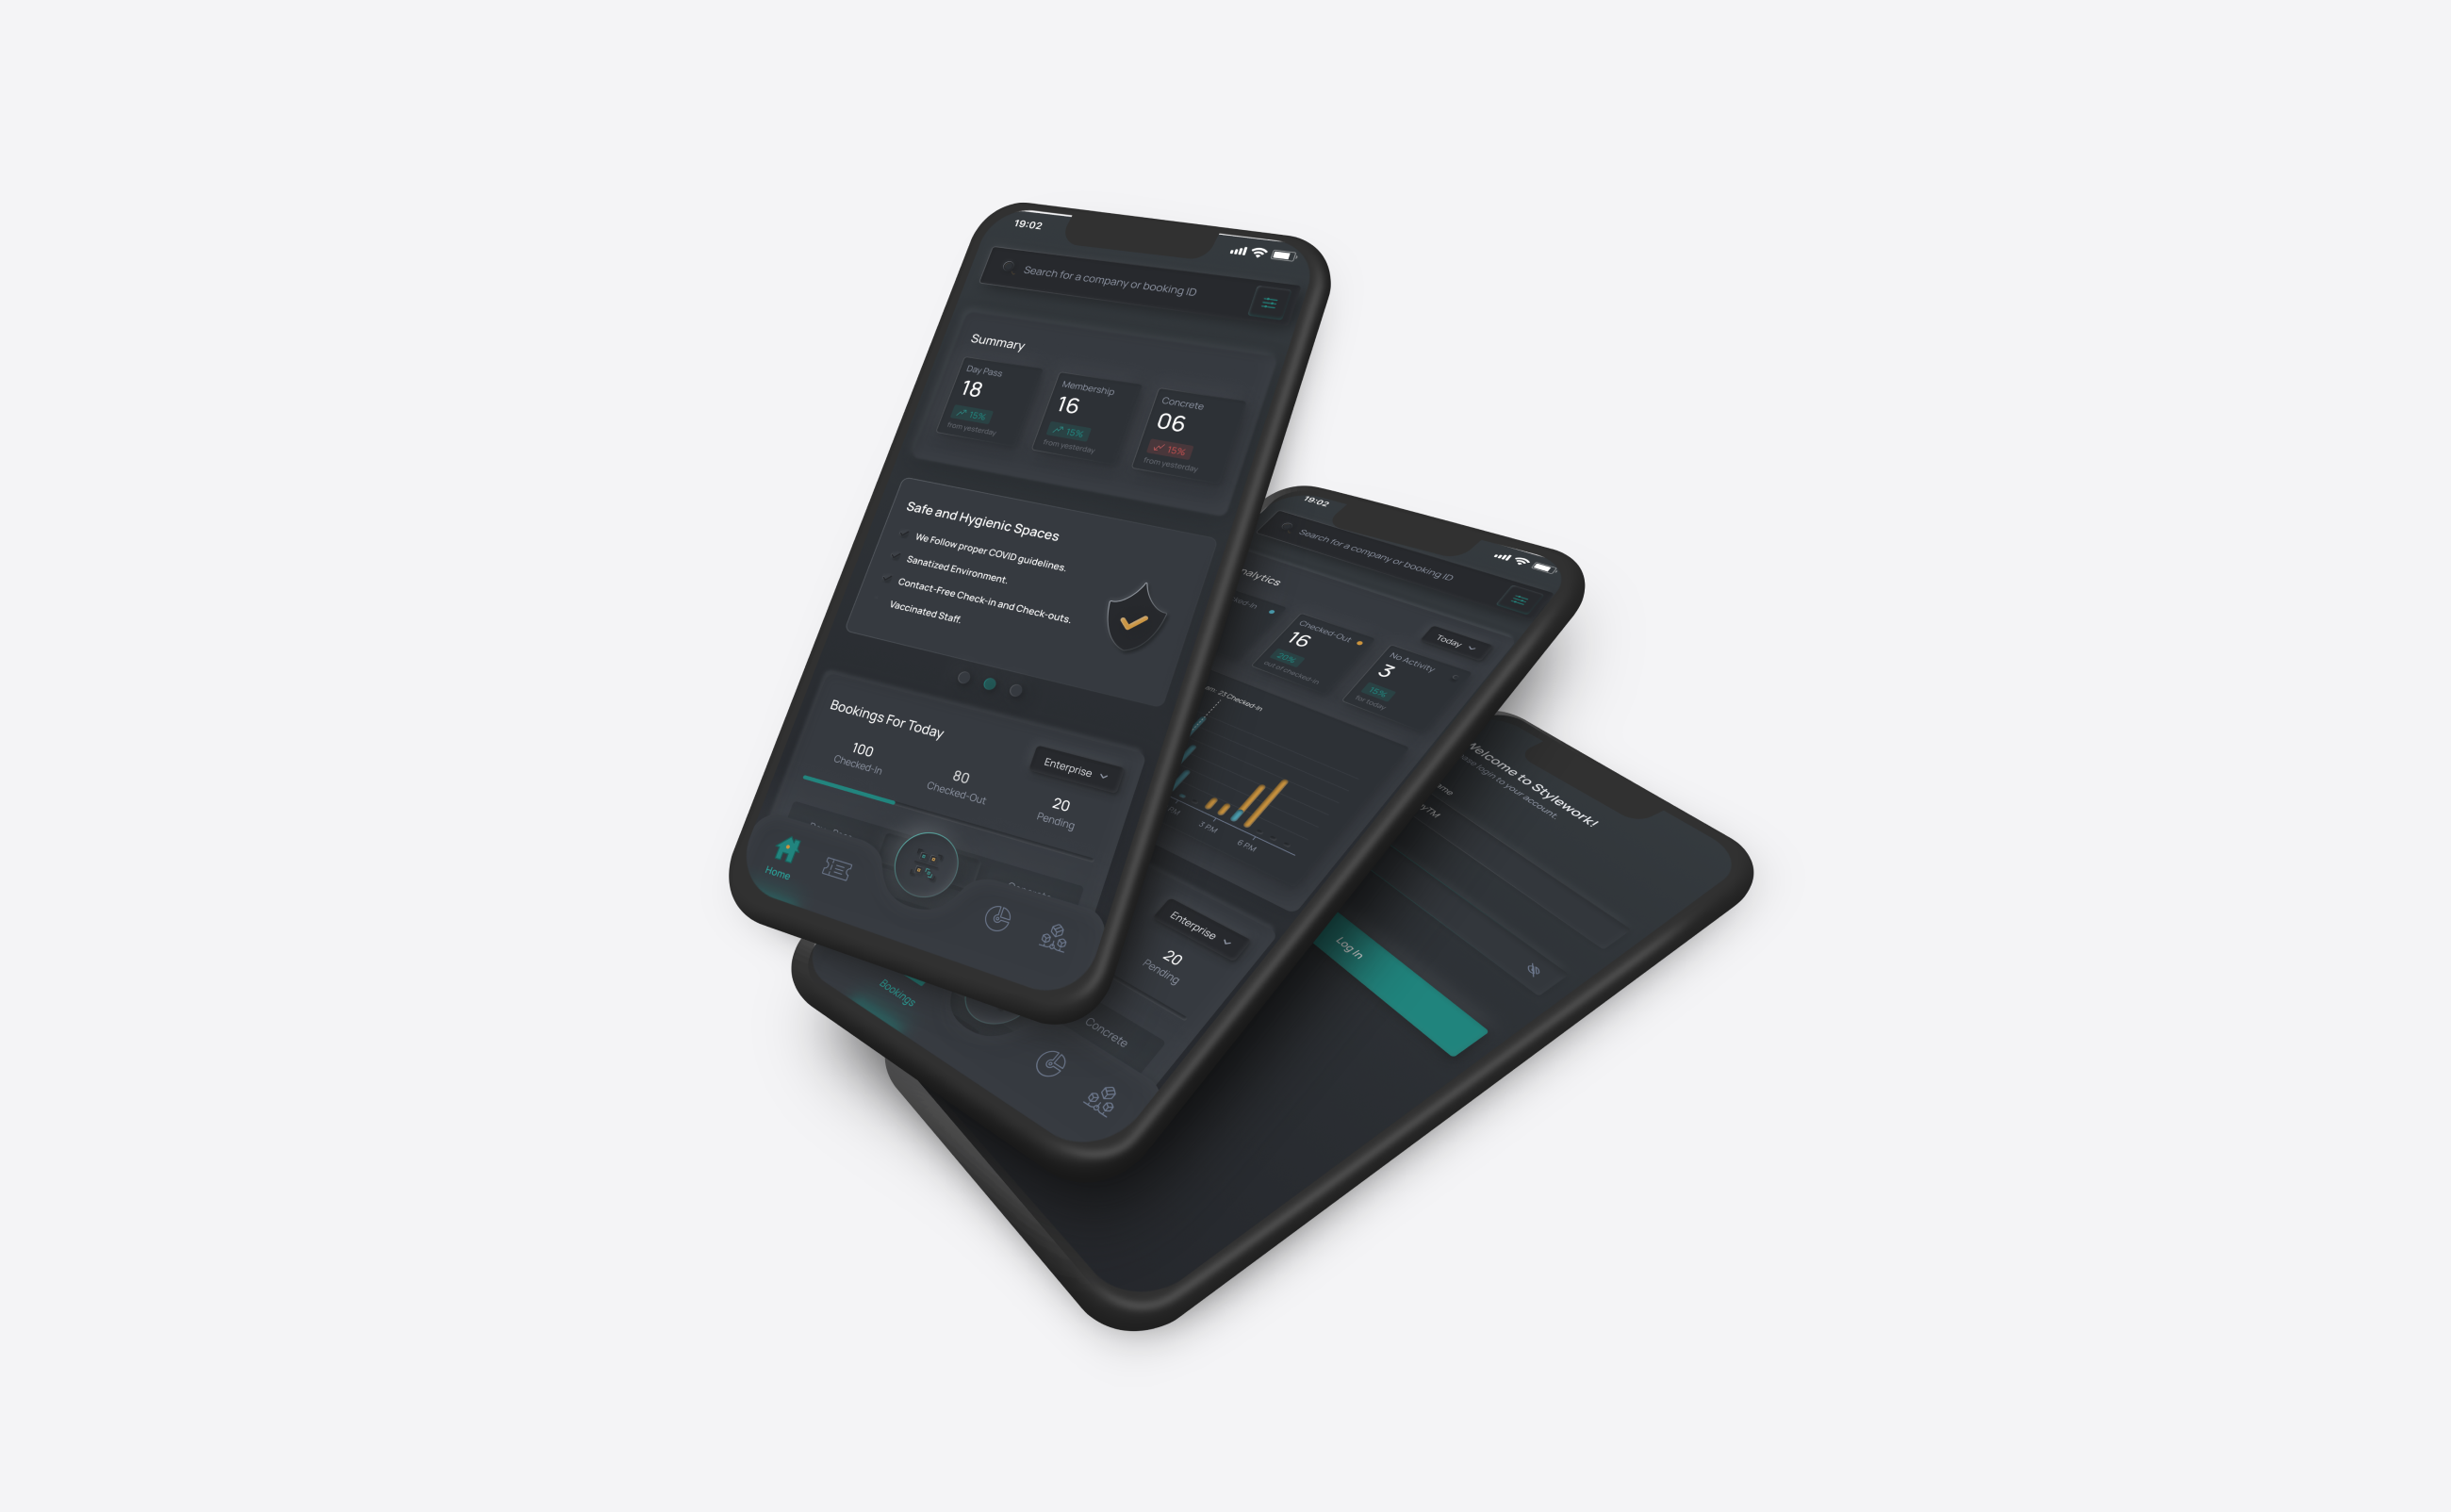 19:02
Search for a company or booking ID
Summary
Day Pass
18
15%
from yesterday
Membership
16
15%
from yesterday
Concrete
06
15%
from yesterday
Safe and Hygienic Spaces
We Follow proper COVID guidelines.
Sanatized Environment.
Contact-Free Check-in and Check-outs.
Vaccinated Staff.
Bookings For Today
Enterprise
100
Checked-In
80
Checked-Out
20
Pending
Home
19:02
Search for a company or booking ID
Today
Checked-Out
16
20%
out of checked-in
No Activity
3
15%
for today
23 Checked-In
3 PM
6 PM
Enterprise
20
Pending
Concrete
Bookings
Welcome to Stylework!
login to your account.
Log In